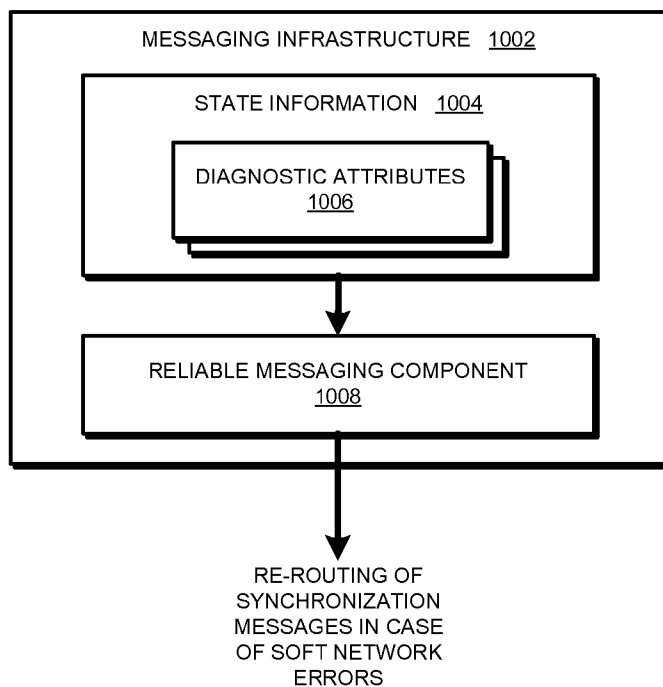 MESSAGING INFRASTRUCTURE 1002
STATE INFORMATION 1004
DIAGNOSTIC ATTRIBUTES
1006
RELIABLE MESSAGING COMPONENT
1008
RE-ROUTING OF
SYNCHRONIZATION
MESSAGES IN CASE
OF SOFT NETWORK
ERRORS